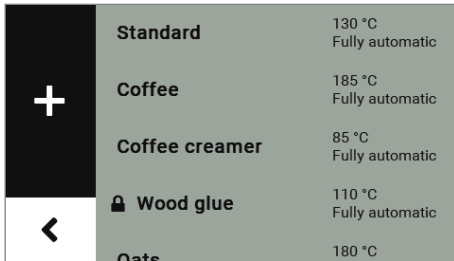 Standard
130 °C
Fully automatic
Coffee
185 °C
Fully automatic
Coffee creamer
85 °C
Fully automatic
Wood glue
110 °C
Fully automatic
Oats
180 °C